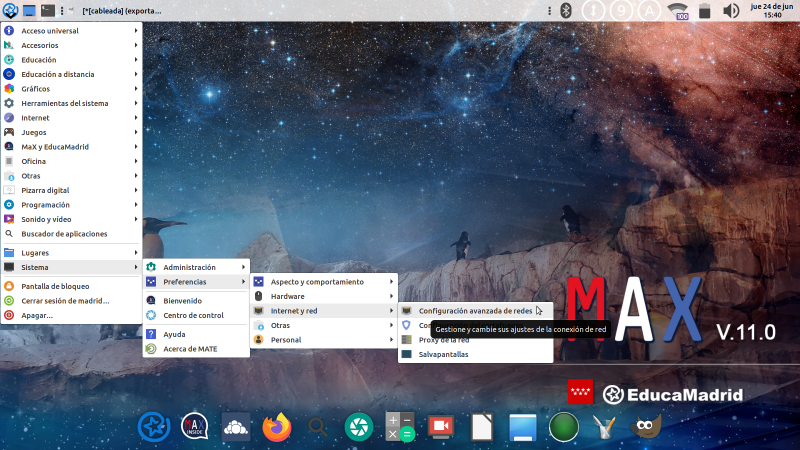 [*[cableada] (exporta...
1 9 A
100
jue 24 de jun
15:40
Acceso universal
Accesorios
Educación
Educación a distancia
Gráficos
Herramientas del sistema
Internet
Juegos
MaX y EducaMadrid
Oficina
Otras
Pizarra digital
Programación
Sonido y vídeo
Buscador de aplicaciones
Lugares
Sistema
Pantalla de bloqueo
Cerrar sesión de madrid...
Apagar...
Administración
Preferencias
Bienvenido
Centro de control
Ayuda
Acerca de MATE
Aspecto y comportamiento
Hardware
Internet y red
Otras
Personal
Configuración avanzada de redes
Gestione y cambie sus ajustes de la conexión de red
Proxy de la red
Salvapantallas
MAX
V.11.0
EducaMadrid
MAX
INSIDE